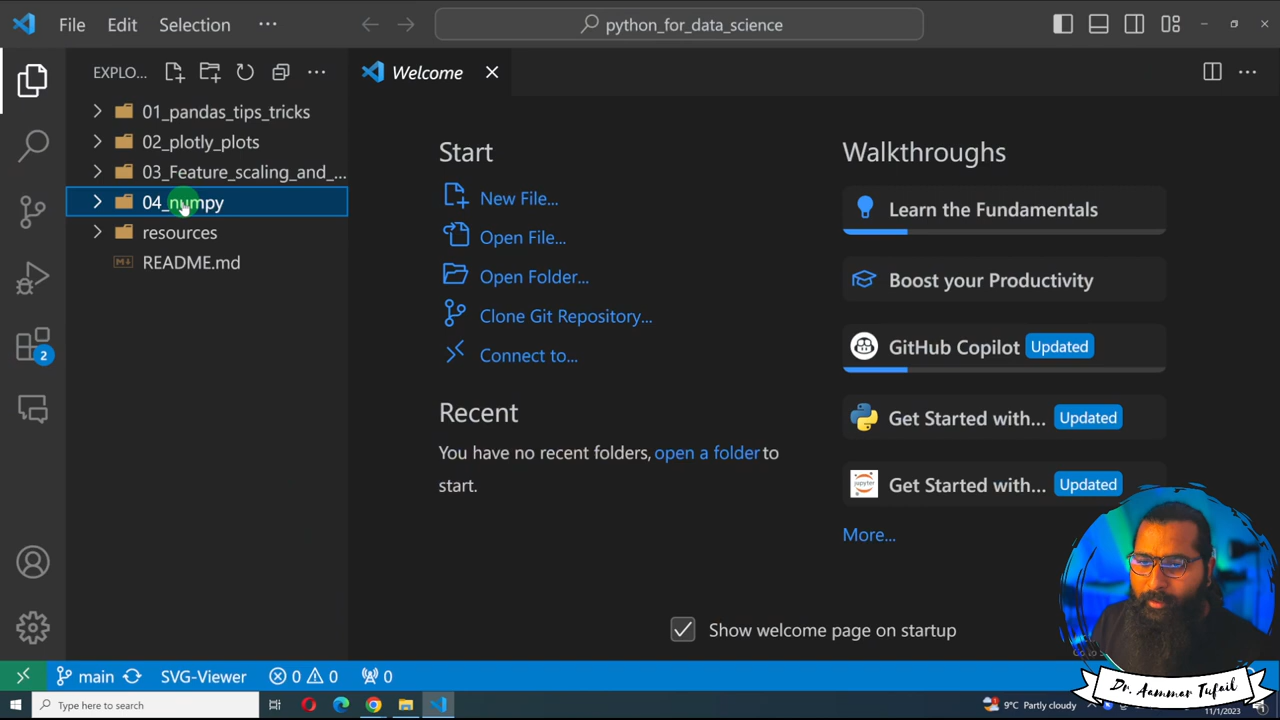 File Edit Selection ··· python_for_data_science
EXPLO... ···
Welcome
01_pandas_tips_tricks
02_plotly_plots
03_Feature_scaling_and_...
04_numpy
resources
README.md
Start
New File...
Open File...
Open Folder...
Clone Git Repository...
Connect to...
Recent
You have no recent folders, open a folder to
start.
Walkthroughs
Learn the Fundamentals
Boost your Productivity
GitHub Copilot Updated
Get Started with... Updated
Get Started with... Updated
More...
Show welcome page on startup
2
main SVG-Viewer 0 0 0
Dr. Aammar Tufail
Type here to search
9°C Partly cloudy
11/1/2023